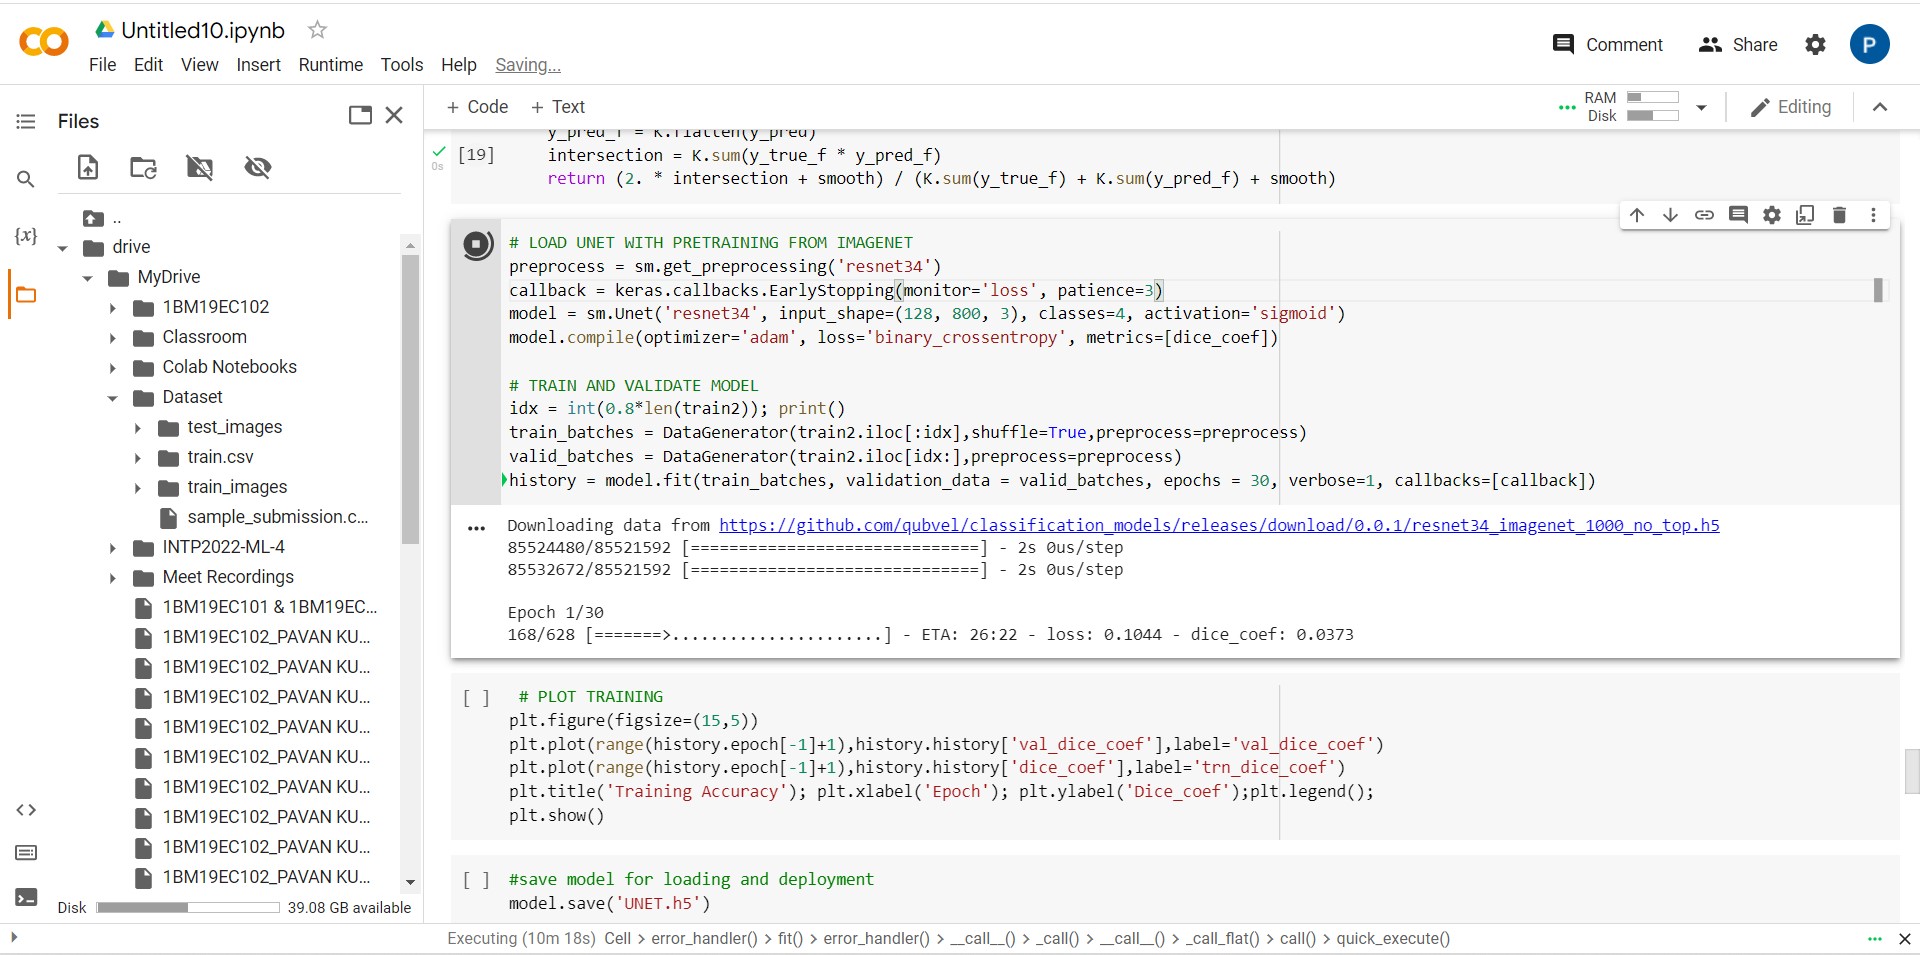 Untitled10.ipynb
File Edit View Insert Runtime Tools Help Saving...
Comment
Share
P
Files
+ Code + Text
RAM
Disk
Editing
..
drive
MyDrive
1BM19EC102
Classroom
Colab Notebooks
Dataset
test_images
train.csv
train_images
sample_submission.c...
INTP2022-ML-4
Meet Recordings
1BM19EC101 & 1BM19EC...
1BM19EC102_PAVAN KU...
1BM19EC102_PAVAN KU...
1BM19EC102_PAVAN KU...
1BM19EC102_PAVAN KU...
1BM19EC102_PAVAN KU...
1BM19EC102_PAVAN KU...
1BM19EC102_PAVAN KU...
1BM19EC102_PAVAN KU...
1BM19EC102_PAVAN KU...
Disk 39.08 GB available
y_pred_f = K.flatten(y_pred)
0s
[19]
intersection = K.sum(y_true_f * y_pred_f)
return (2. * intersection + smooth) / (K.sum(y_true_f) + K.sum(y_pred_f) + smooth)
# LOAD UNET WITH PRETRAINING FROM IMAGENET
preprocess = sm.get_preprocessing('resnet34')
callback = keras.callbacks.EarlyStopping(monitor='loss', patience=3)
model = sm.Unet('resnet34', input_shape=(128, 800, 3), classes=4, activation='sigmoid')
model.compile(optimizer='adam', loss='binary_crossentropy', metrics=[dice_coef])
# TRAIN AND VALIDATE MODEL
idx = int(0.8*len(train2)); print()
train_batches = DataGenerator(train2.iloc[:idx],shuffle=True,preprocess=preprocess)
valid_batches = DataGenerator(train2.iloc[idx:],preprocess=preprocess)
history = model.fit(train_batches, validation_data = valid_batches, epochs = 30, verbose=1, callbacks=[callback])
Downloading data from https://github.com/qubvel/classification_models/releases/download/0.0.1/resnet34_imagenet_1000_no_top.h5
85524480/85521592 [==============================] - 2s 0us/step
85532672/85521592 [==============================] - 2s 0us/step
Epoch 1/30
168/628 [=======>......................] - ETA: 26:22 - loss: 0.1044 - dice_coef: 0.0373
[ ] # PLOT TRAINING
plt.figure(figsize=(15,5))
plt.plot(range(history.epoch[-1]+1),history.history['val_dice_coef'],label='val_dice_coef')
plt.plot(range(history.epoch[-1]+1),history.history['dice_coef'],label='trn_dice_coef')
plt.title('Training Accuracy'); plt.xlabel('Epoch'); plt.ylabel('Dice_coef');plt.legend();
plt.show()
[ ] #save model for loading and deployment
model.save('UNET.h5')
Executing (10m 18s) Cell > error_handler() > fit() > error_handler() > __call__() > _call() > __call__() > _call_flat() > call() > quick_execute()